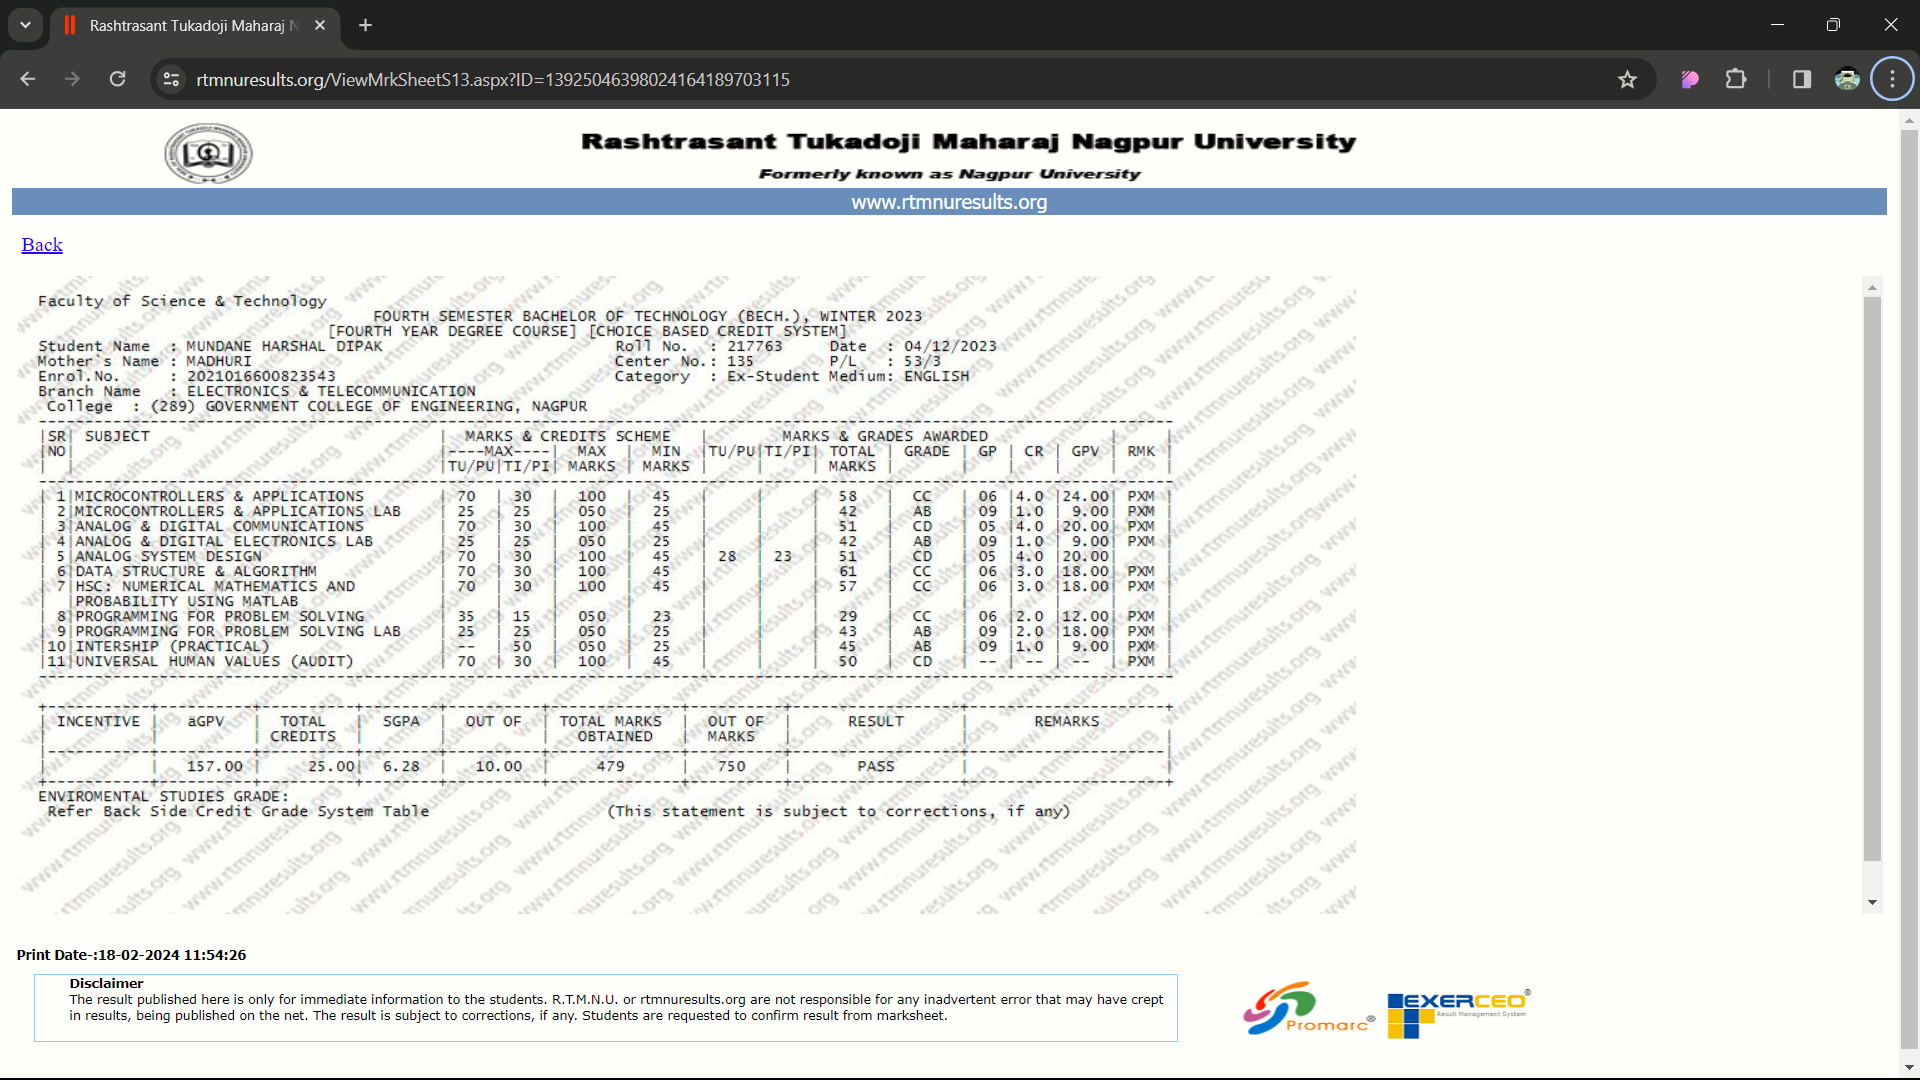 Rashtrasant Tukadoji Maharaj N
rtmnuresults.org/ViewMrkSheetS13.aspx?ID=13925046398024164189703115
Rashtrasant Tukadoji Maharaj Nagpur University
Formerly known as Nagpur University
www.rtmnuresults.org
Back
Faculty of Science & Technology
FOURTH SEMESTER BACHELOR OF TECHNOLOGY (BECH.), WINTER 2023
[FOURTH YEAR DEGREE COURSE] [CHOICE BASED CREDIT SYSTEM]
Student Name : MUNDANE HARSHAL DIPAK Roll No. : 217763 Date : 04/12/2023
Mother`s Name : MADHURI Center No.: 135 P/L : 53/3
Enrol.No. : 2021016600823543 Category : Ex-Student Medium: ENGLISH
Branch Name : ELECTRONICS & TELECOMMUNICATION
College : (289) GOVERNMENT COLLEGE OF ENGINEERING, NAGPUR
|SR| SUBJECT | MARKS & CREDITS SCHEME | MARKS & GRADES AWARDED | |
|NO| |----MAX----| MAX | MIN |TU/PU|TI/PI| TOTAL | GRADE | GP | CR | GPV | RMK |
| | |TU/PU|TI/PI| MARKS | MARKS | | | MARKS | | | | | |
| 1|MICROCONTROLLERS & APPLICATIONS | 70 | 30 | 100 | 45 | | | 58 | CC | 06 |4.0 |24.00| PXM |
| 2|MICROCONTROLLERS & APPLICATIONS LAB | 25 | 25 | 050 | 25 | | | 42 | AB | 09 |1.0 | 9.00| PXM |
| 3|ANALOG & DIGITAL COMMUNICATIONS | 70 | 30 | 100 | 45 | | | 51 | CD | 05 |4.0 |20.00| PXM |
| 4|ANALOG & DIGITAL ELECTRONICS LAB | 25 | 25 | 050 | 25 | | | 42 | AB | 09 |1.0 | 9.00| PXM |
| 5|ANALOG SYSTEM DESIGN | 70 | 30 | 100 | 45 | 28 | 23 | 51 | CD | 05 |4.0 |20.00| |
| 6|DATA STRUCTURE & ALGORITHM | 70 | 30 | 100 | 45 | | | 61 | CC | 06 |3.0 |18.00| PXM |
| 7|HSC: NUMERICAL MATHEMATICS AND | 70 | 30 | 100 | 45 | | | 57 | CC | 06 |3.0 |18.00| PXM |
PROBABILITY USING MATLAB
| 8|PROGRAMMING FOR PROBLEM SOLVING | 35 | 15 | 050 | 23 | | | 29 | CC | 06 |2.0 |12.00| PXM |
| 9|PROGRAMMING FOR PROBLEM SOLVING LAB | 25 | 25 | 050 | 25 | | | 43 | AB | 09 |2.0 |18.00| PXM |
|10|INTERSHIP (PRACTICAL) | -- | 50 | 050 | 25 | | | 45 | AB | 09 |1.0 | 9.00| PXM |
|11|UNIVERSAL HUMAN VALUES (AUDIT) | 70 | 30 | 100 | 45 | | | 50 | CD | -- | -- | -- | PXM |
| INCENTIVE | äGPV | TOTAL | SGPA | OUT OF | TOTAL MARKS | OUT OF | RESULT | REMARKS |
CREDITS OBTAINED MARKS
| | 157.00 | 25.00| 6.28 | 10.00 | 479 | 750 | PASS | |
ENVIROMENTAL STUDIES GRADE:
Refer Back Side Credit Grade System Table (This statement is subject to corrections, if any)
Print Date-:18-02-2024 11:54:26
Disclaimer
The result published here is only for immediate information to the students. R.T.M.N.U. or rtmnuresults.org are not responsible for any inadvertent error that may have crept
in results, being published on the net. The result is subject to corrections, if any. Students are requested to confirm result from marksheet.
Promarc®
EXERCEO®
Result Management System